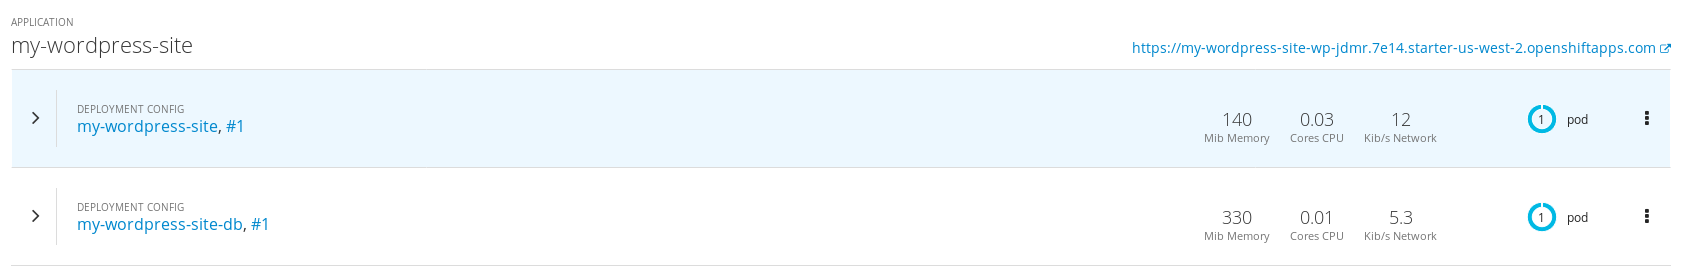 APPLICATION
my-wordpress-site
https://my-wordpress-site-wp-jdmr.7e14.starter-us-west-2.openshiftapps.com
DEPLOYMENT CONFIG
my-wordpress-site, #1
140 0.03 12
Mib Memory Cores CPU Kib/s Network
1 pod
DEPLOYMENT CONFIG
my-wordpress-site-db, #1
330 0.01 5.3
Mib Memory Cores CPU Kib/s Network
1 pod